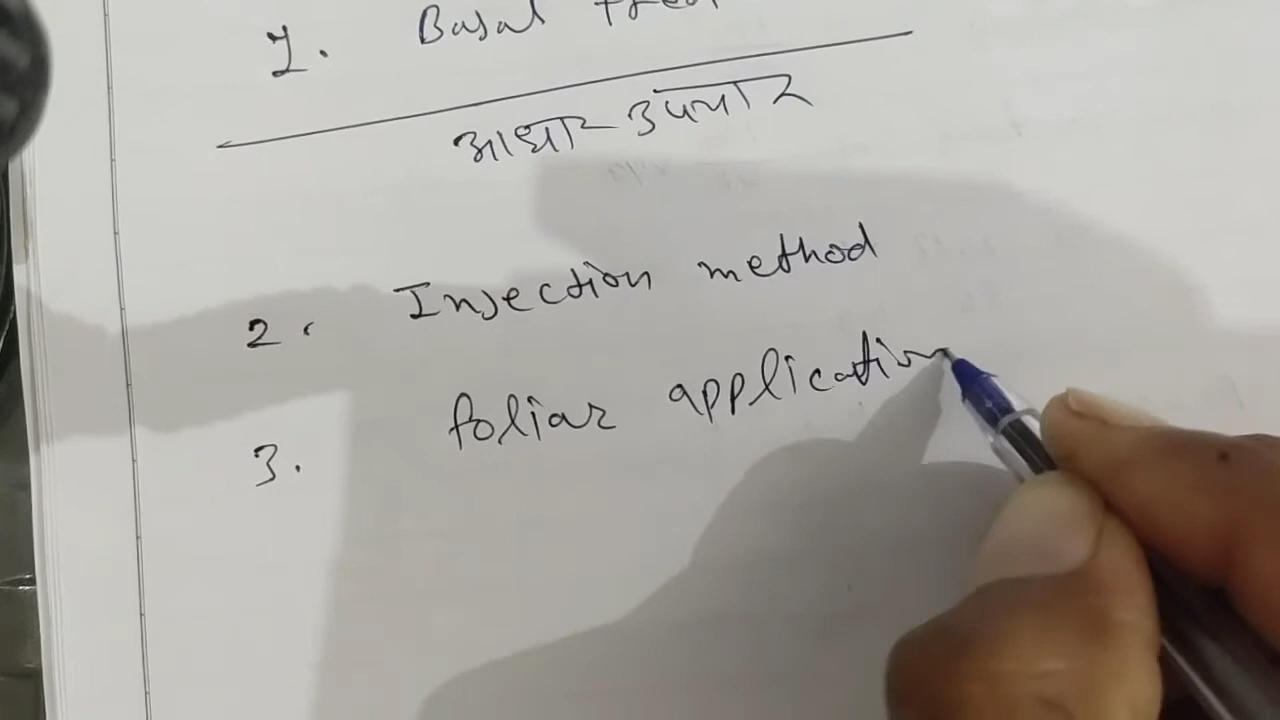 1. Basal
आधार उपचार
2. Injection method
3. foliar application